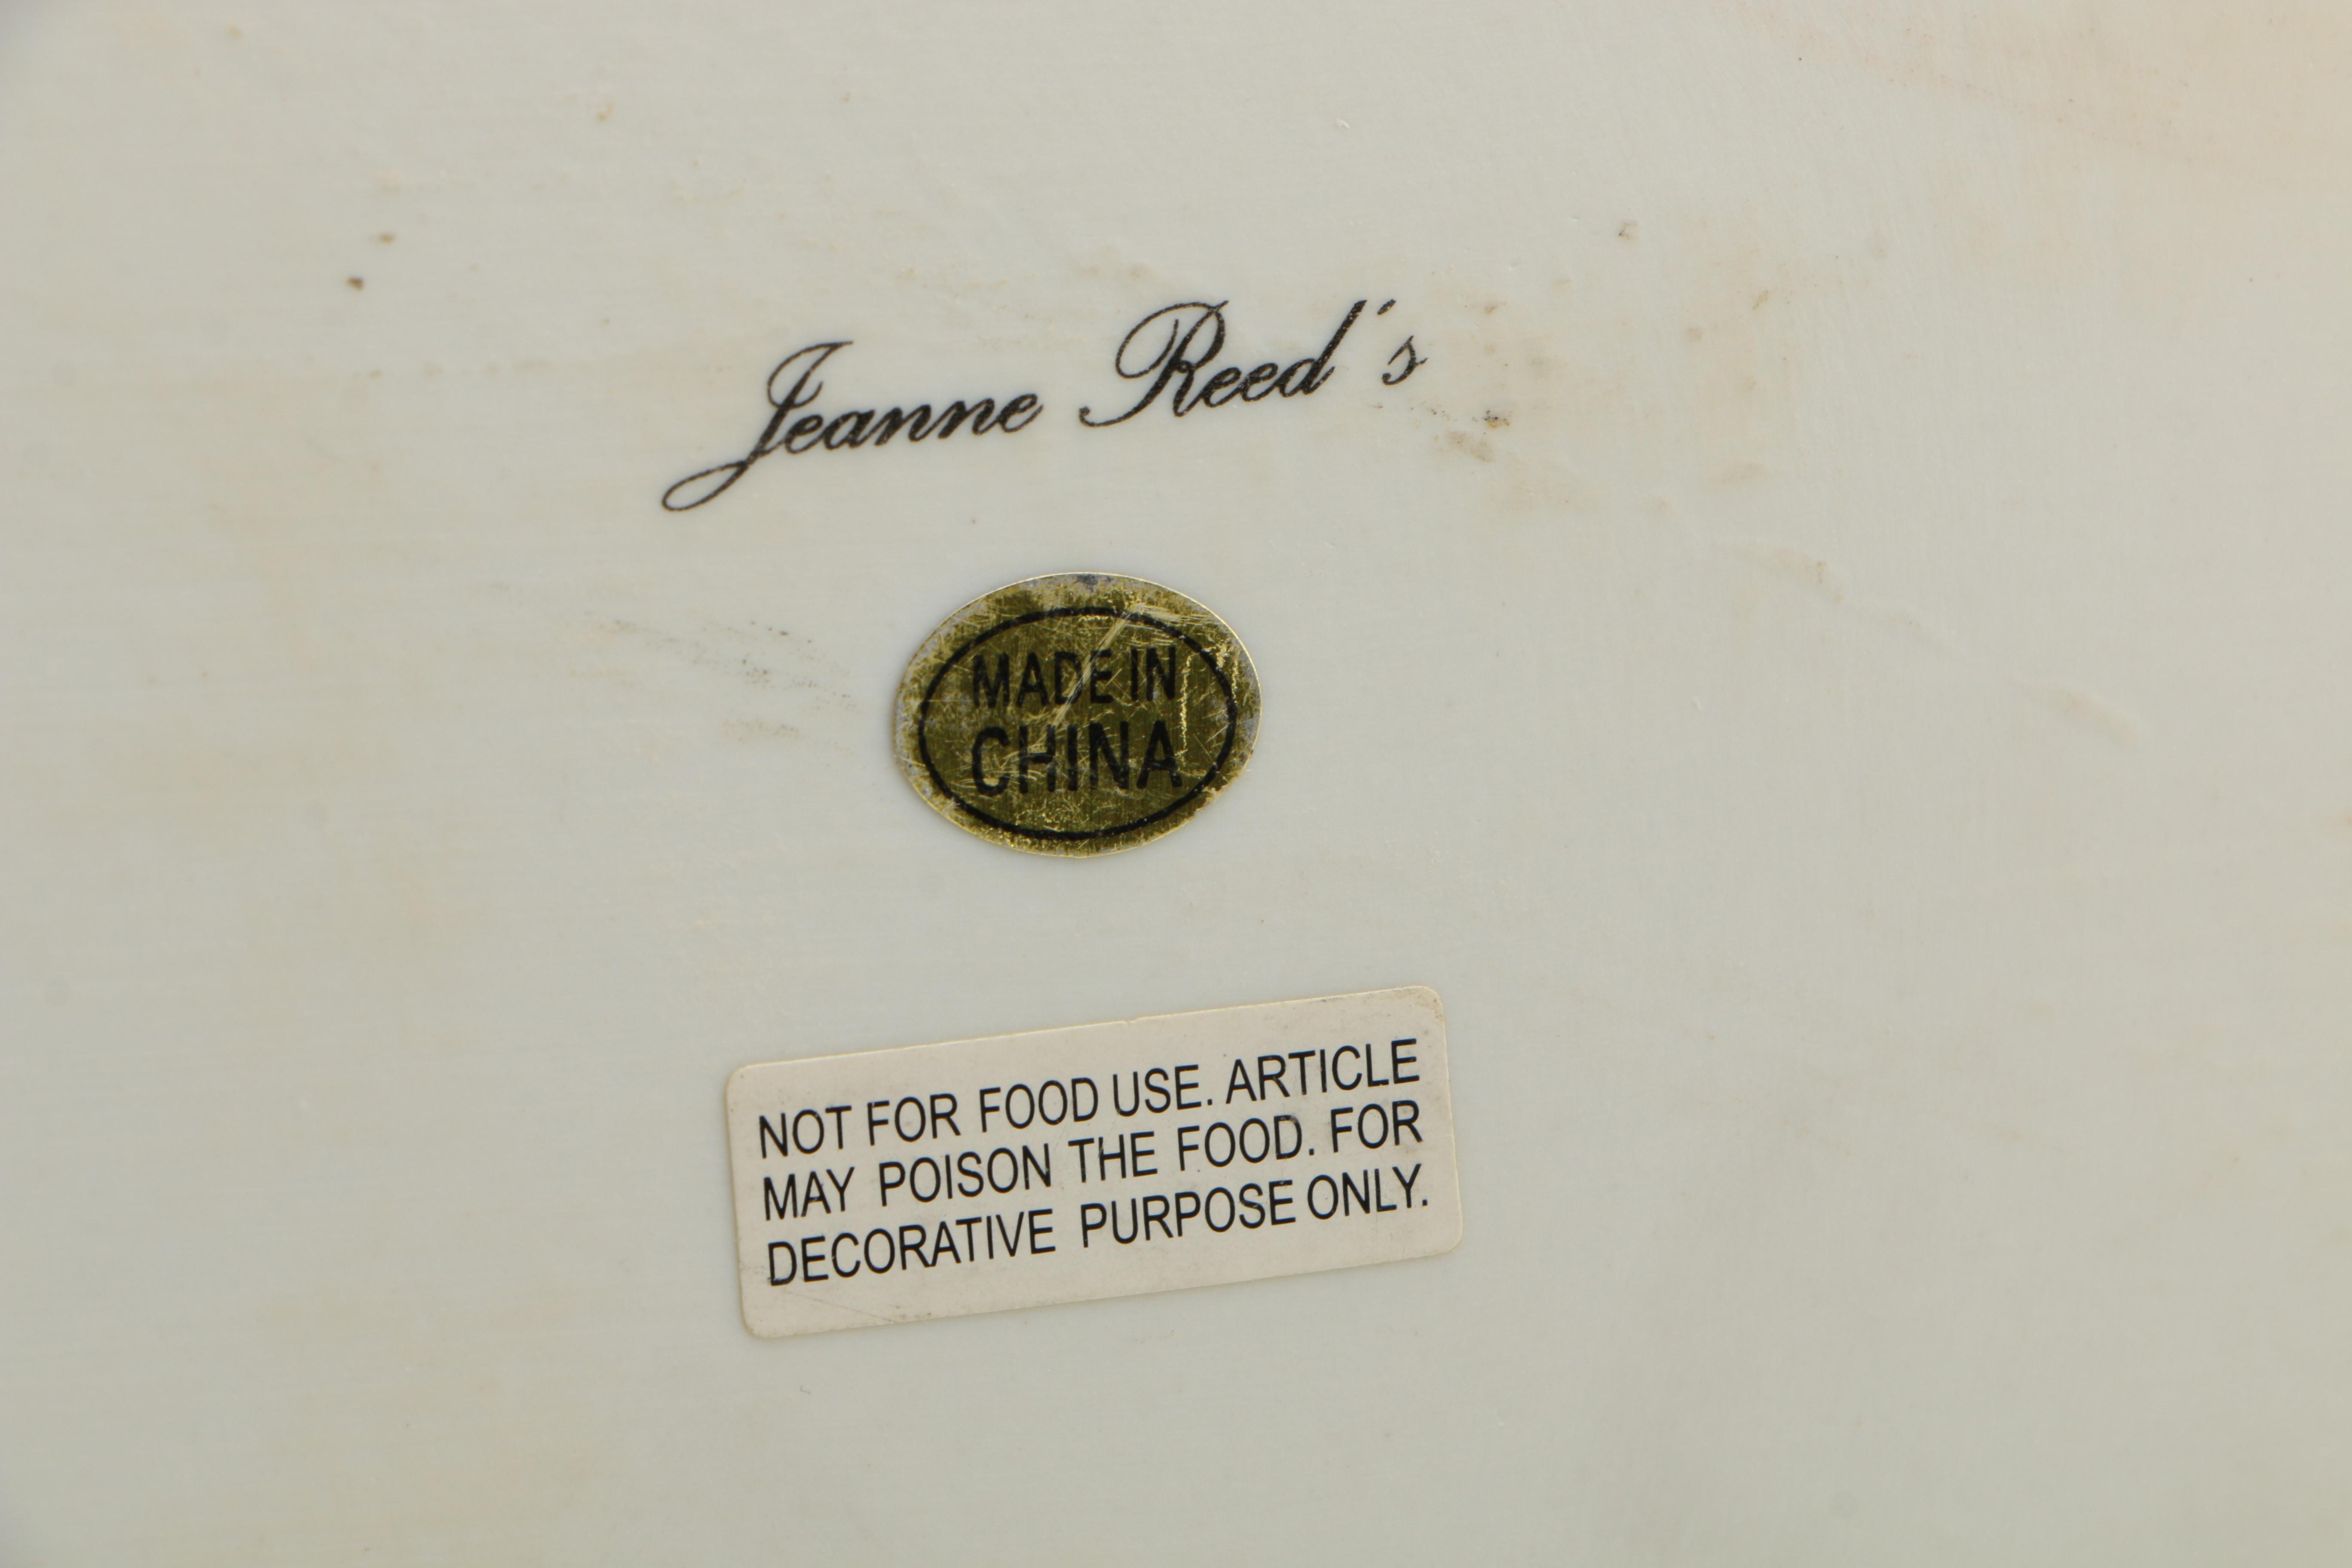 Jeanne Reed's
MADE IN
CHINA
NOT FOR FOOD USE. ARTICLE
MAY POISON THE FOOD. FOR
DECORATIVE PURPOSE ONLY.